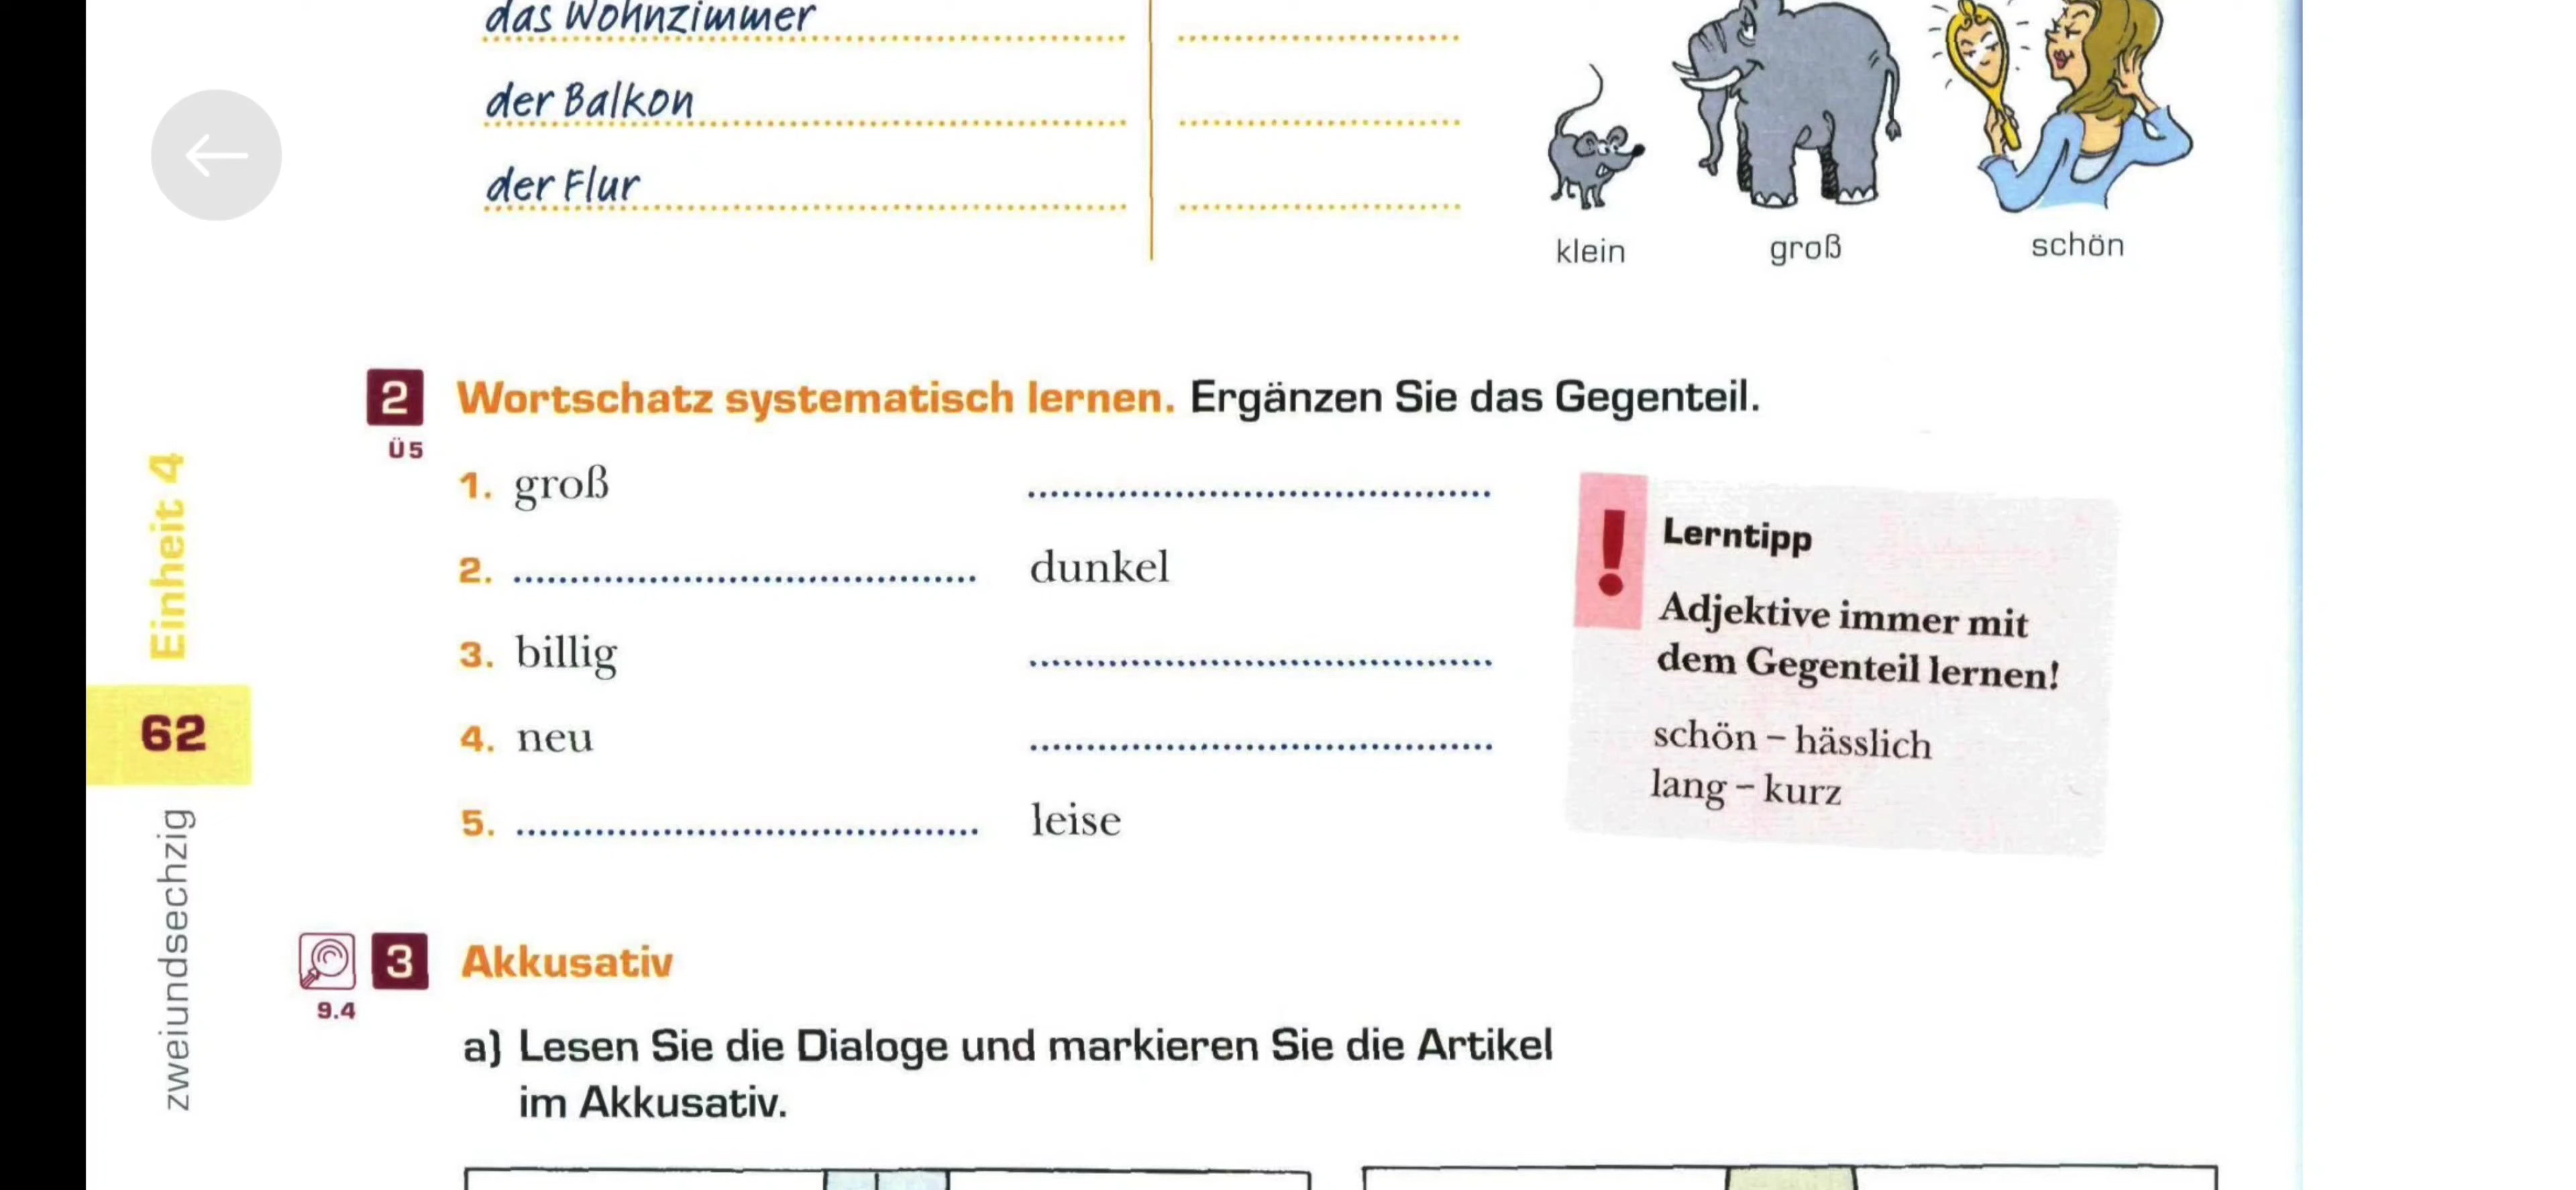 das Wohnzimmer
der Balkon
der Flur
klein
groß
schön
2 Wortschatz systematisch lernen. Ergänzen Sie das Gegenteil.
Ü 5
1. groß
2. dunkel
3. billig
4. neu
5. leise
!
Lerntipp
Adjektive immer mit
dem Gegenteil lernen!
schön – hässlich
lang – kurz
Einheit 4
62
zweiundsechzig
3 Akkusativ
9.4
a) Lesen Sie die Dialoge und markieren Sie die Artikel
im Akkusativ.